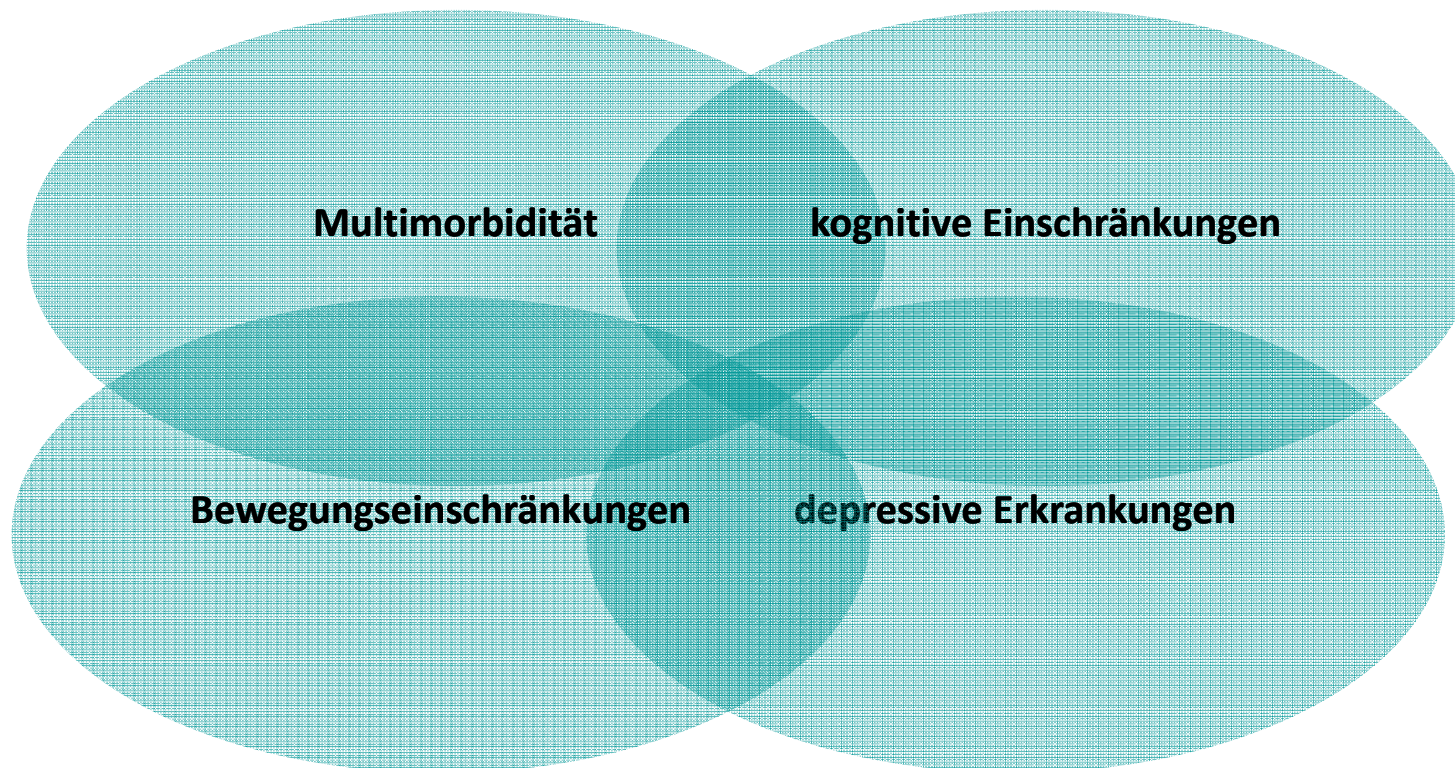 Multimorbidität
kognitive Einschränkungen
Bewegungseinschränkungen
depressive Erkrankungen